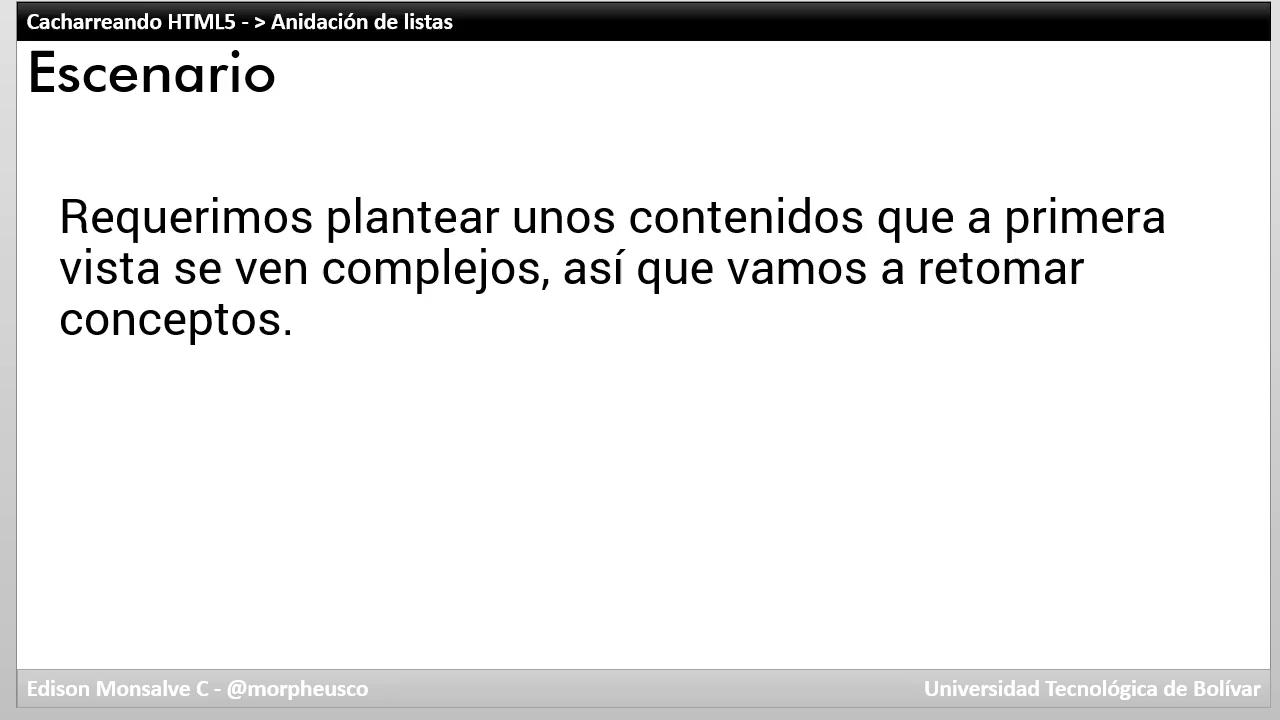 Cacharreando HTML5 - > Anidación de listas
Escenario
Requerimos plantear unos contenidos que a primera
vista se ven complejos, así que vamos a retomar
conceptos.
Edison Monsalve C - @morpheusco
Universidad Tecnológica de Bolívar